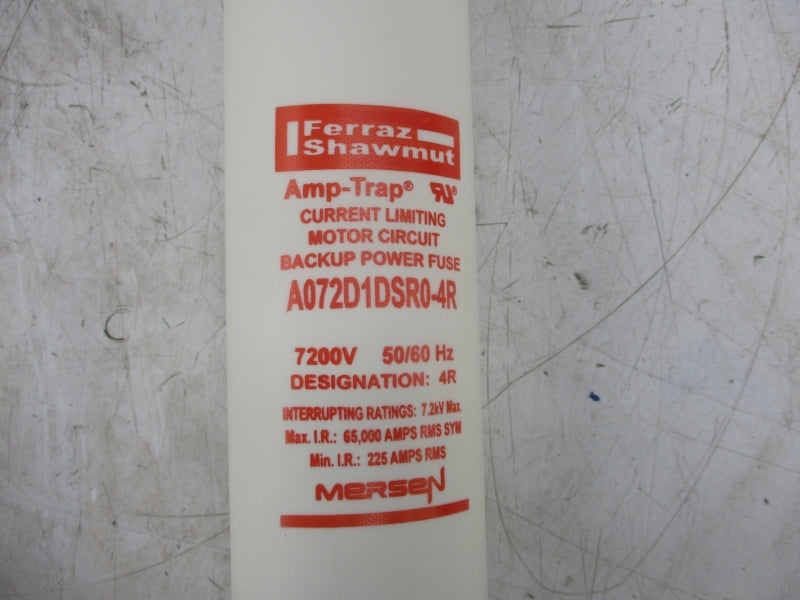 Ferraz
Shawmut
Amp-Trap® RU®
CURRENT LIMITING
MOTOR CIRCUIT
BACKUP POWER FUSE
A072D1DSR0-4R
7200V 50/60 Hz
DESIGNATION: 4R
INTERRUPTING RATINGS: 7.2kV Max.
Max. I.R.: 65,000 AMPS RMS SYM
Min. I.R.: 225 AMPS RMS
MERSEN